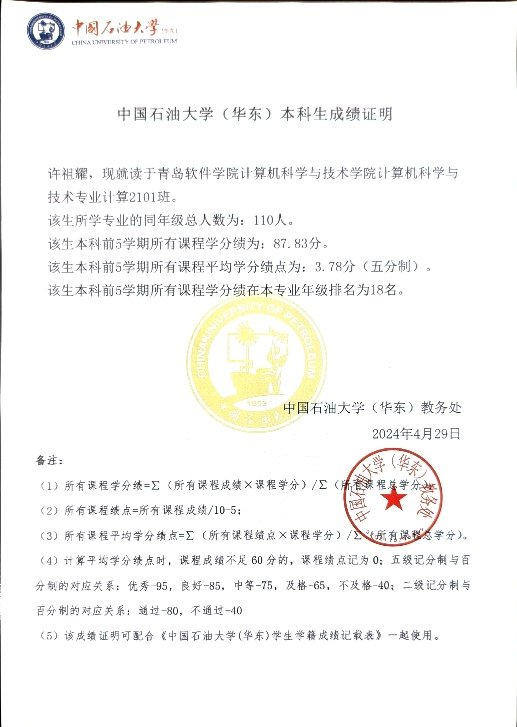 中国石油大学(华东)
CHINA UNIVERSITY OF PETROLEUM
中国石油大学（华东）本科生成绩证明
许祖耀，现就读于青岛软件学院计算机科学与技术学院计算机科学与
技术专业计算2101班。
该生所学专业的同年级总人数为：110人。
该生本科前5学期所有课程学分绩为：87.83分。
该生本科前5学期所有课程平均学分绩点为：3.78分（五分制）。
该生本科前5学期所有课程学分绩在本专业年级排名为18名。
CHINA UNIVERSITY OF PETROLEUM
1953
中国石油大学（华东）教务处
2024年4月29日
中国石油大学(华东)教务处
备注：
（1）所有课程学分绩=∑（所有课程成绩×课程学分）/∑（所有课程总学分）。
（2）所有课程绩点=所有课程成绩/10-5；
（3）所有课程平均学分绩点=∑（所有课程绩点×课程学分）/∑（所有课程总学分）。
（4）计算平均学分绩点时，课程成绩不足60分的，课程绩点记为0；五级记分制与百
分制的对应关系：优秀-95，良好-85，中等-75，及格-65，不及格-40；二级记分制与
百分制的对应关系：通过-80，不通过-40
（5）该成绩证明可配合《中国石油大学(华东)学生学籍成绩记载表》一起使用。